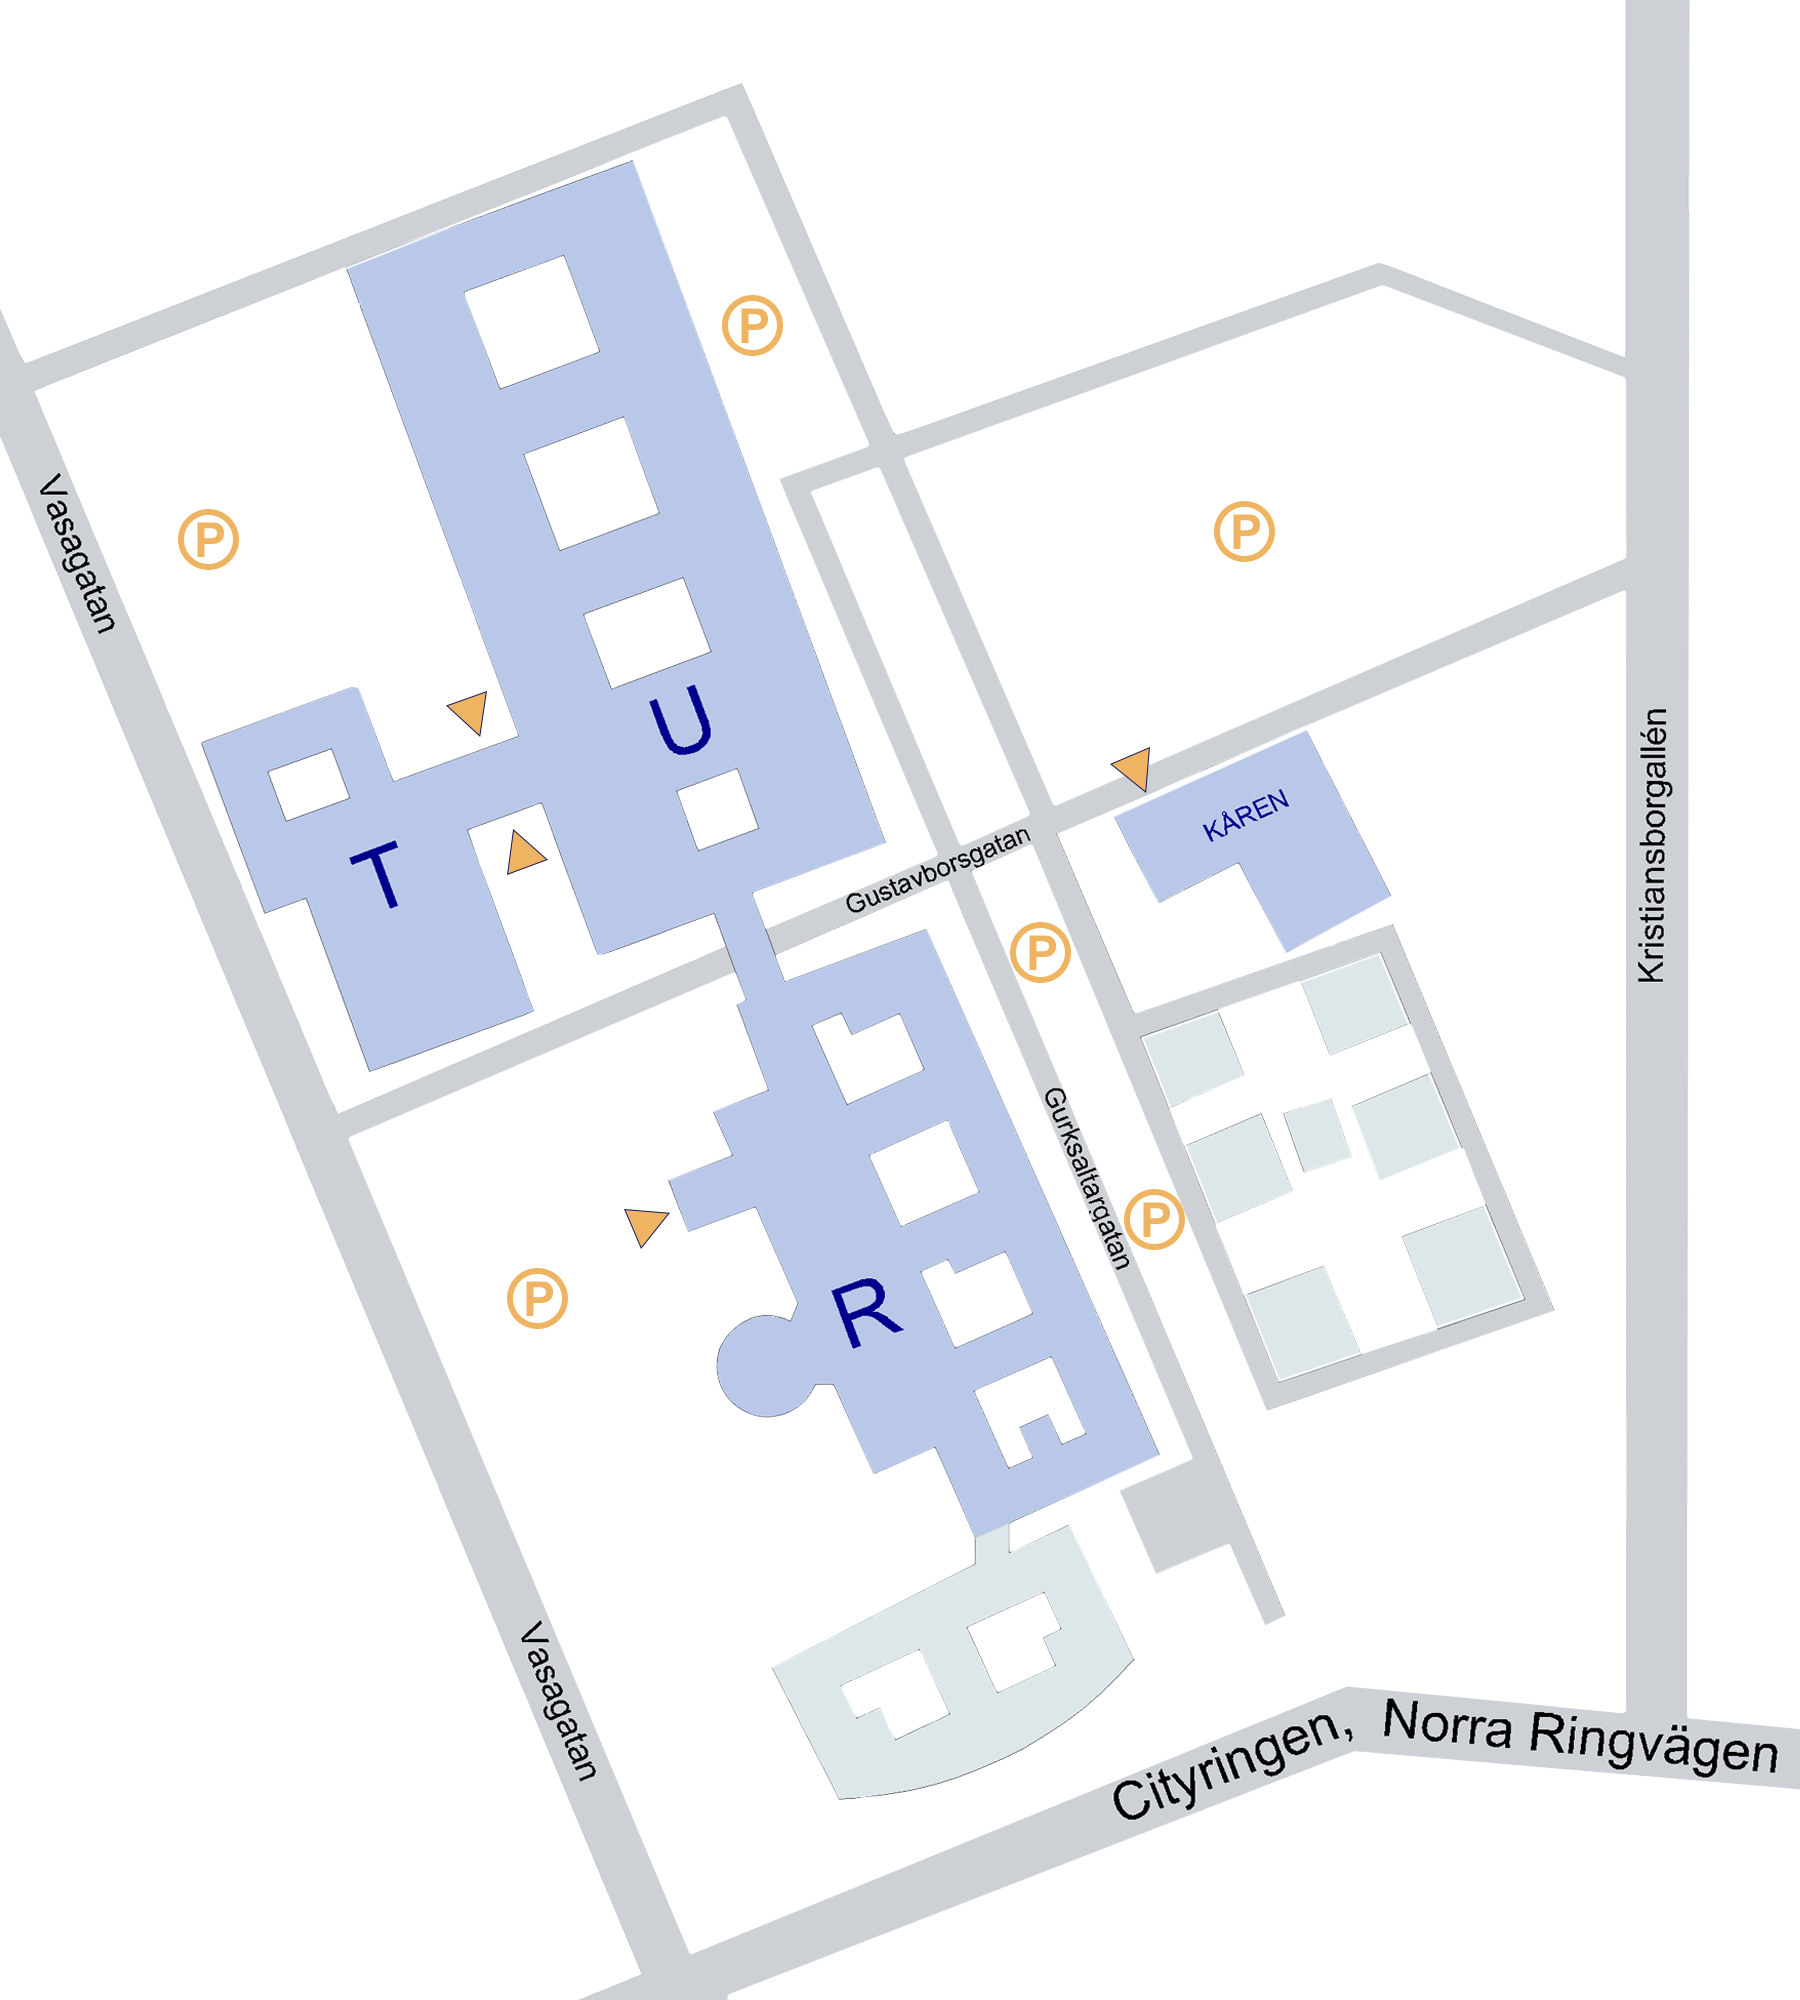 P
Vasagatan
P
P
U
Kristiansborgallén
KÅREN
T
Gustavborsgatan
P
Gurksaltargatan
P
P
R
Vasagatan
Cityringen, Norra Ringvägen